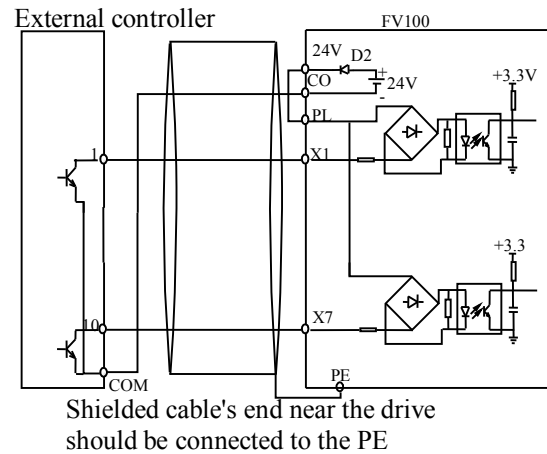 External controller
FV100
24V
D2
+
CO
24V
-
+3.3V
PL
1
X1
+3.3
10
X7
COM
PE
Shielded cable's end near the drive
should be connected to the PE